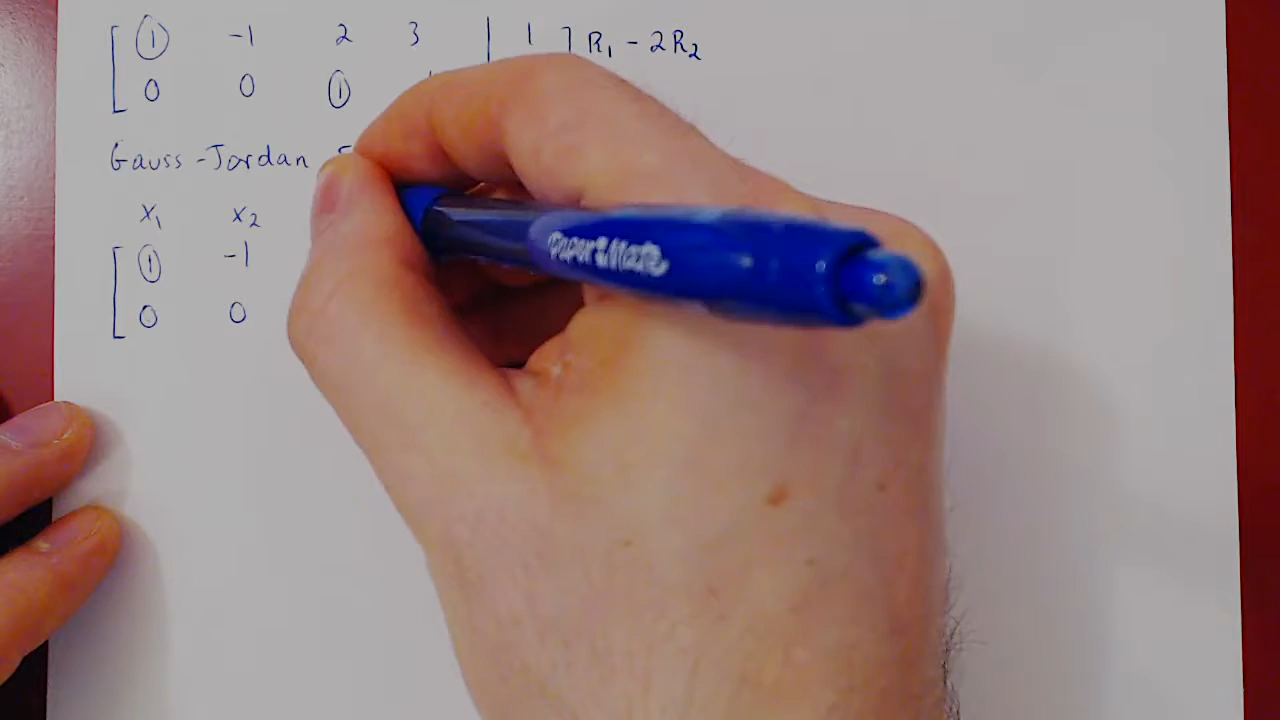 1 -1 2 3 | 1 ] R₁ - 2R₂
0 0 1
Gauss-Jordan
x₁ x₂
1 -1
0 0
PaperMate